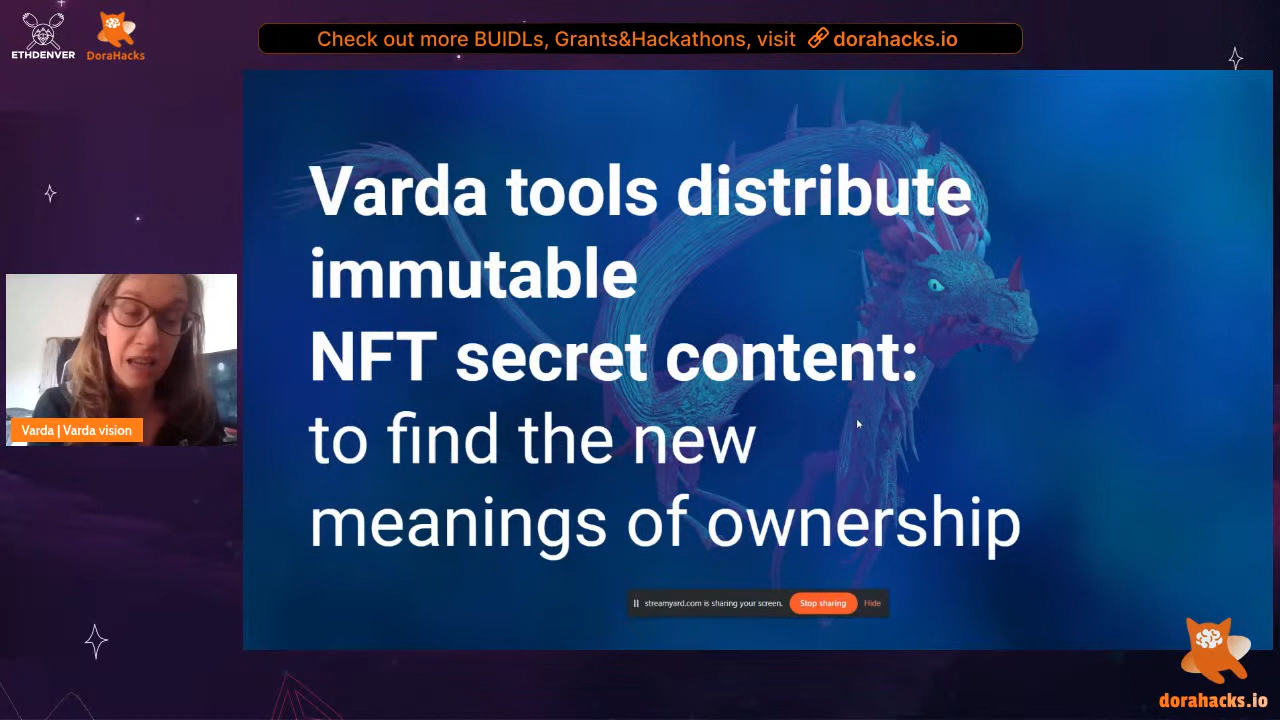 ETHDENVER
DoraHacks
Check out more BUIDLs, Grants&Hackathons, visit dorahacks.io
Varda tools distribute
immutable
NFT secret content:
to find the new
meanings of ownership
Varda | Varda vision
streamyard.com is sharing your screen. Stop sharing Hide
dorahacks.io